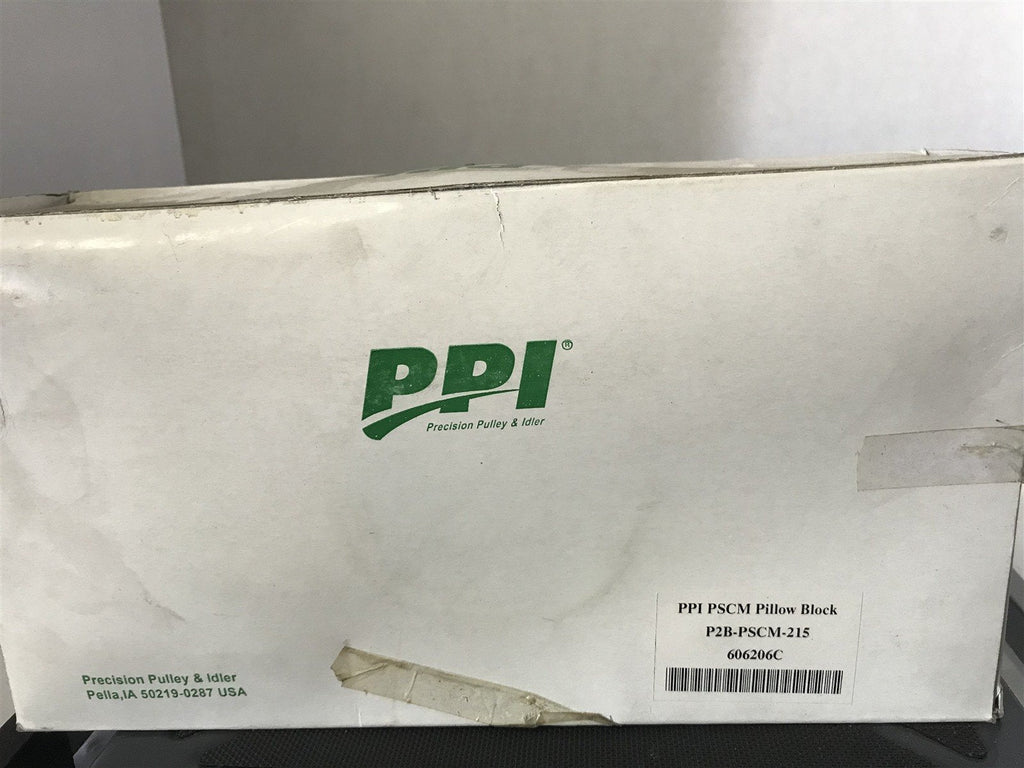 PPI®
Precision Pulley & Idler
PPI PSCM Pillow Block
P2B-PSCM-215
606206C
Precision Pulley & Idler
Pella,IA 50219-0287 USA